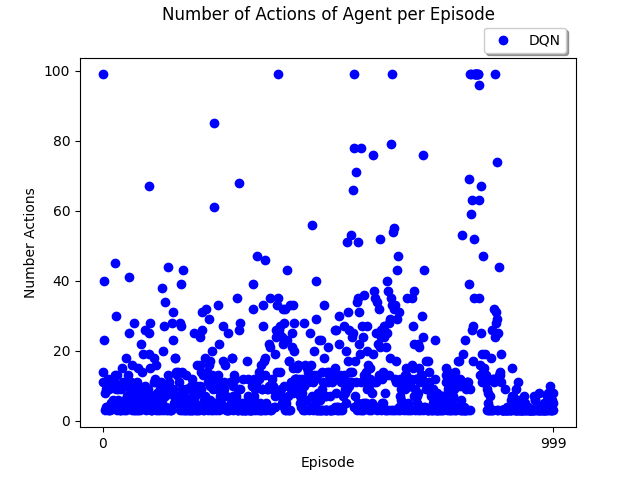 Number of Actions of Agent per Episode
DQN
100
80
60
40
20
0
Number Actions
0 999
Episode